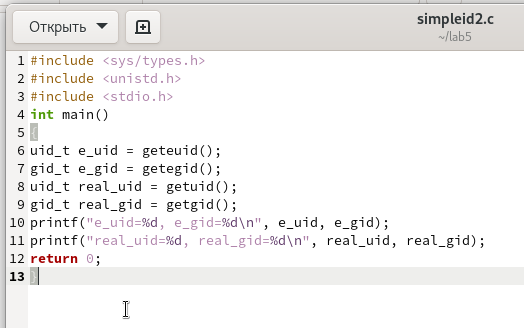 Открыть
simpleid2.c
~/lab5
1 #include <sys/types.h>
2 #include <unistd.h>
3 #include <stdio.h>
4 int main()
5 {
6 uid_t e_uid = geteuid();
7 gid_t e_gid = getegid();
8 uid_t real_uid = getuid();
9 gid_t real_gid = getgid();
10 printf("e_uid=%d, e_gid=%d\n", e_uid, e_gid);
11 printf("real_uid=%d, real_gid=%d\n", real_uid, real_gid);
12 return 0;
13 }